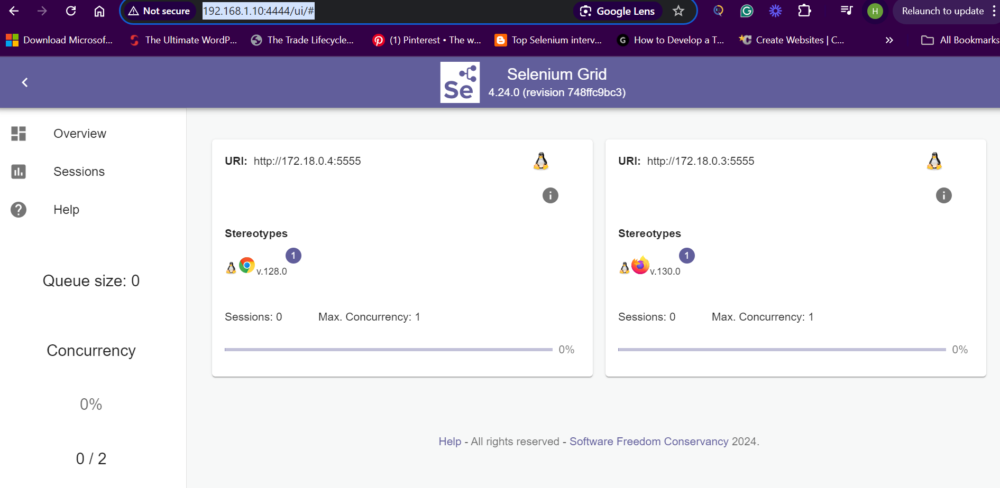 Not secure
192.168.1.10:4444/ui/#
Google Lens
G
H
Relaunch to update
Download Microsof...
The Ultimate WordP...
The Trade Lifecycle...
(1) Pinterest • The w...
Top Selenium interv...
G
How to Develop a T...
Create Websites | C...
»
All Bookmarks
Se
Selenium Grid
4.24.0 (revision 748ffc9bc3)
Overview
Sessions
Help
Queue size: 0
Concurrency
0%
0 / 2
URI: http://172.18.0.4:5555
Stereotypes
1
v.128.0
Sessions: 0
Max. Concurrency: 1
0%
URI: http://172.18.0.3:5555
Stereotypes
1
v.130.0
Sessions: 0
Max. Concurrency: 1
0%
Help - All rights reserved - Software Freedom Conservancy 2024.